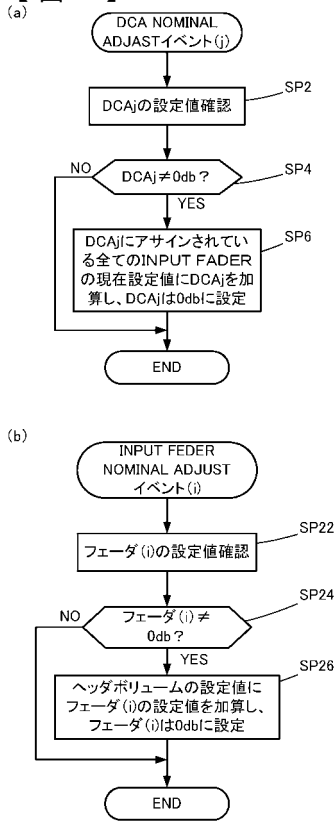 (a)
DCA NOMINAL
ADJASTイベント(j)
DCAjの設定値確認
SP2
NO
DCAj≠0db？
SP4
YES
DCAjにアサインされてい
る全てのINPUT FADER
の現在設定値にDCAjを加
算し、DCAjは0dbに設定
SP6
END
(b)
INPUT FEDER
NOMINAL ADJUST
イベント(i)
フェーダ(i)の設定値確認
SP22
NO
フェーダ(i)≠
0db？
SP24
YES
ヘッダボリュームの設定値に
フェーダ(i)の設定値を加算し、
フェーダ(i)は0dbに設定
SP26
END